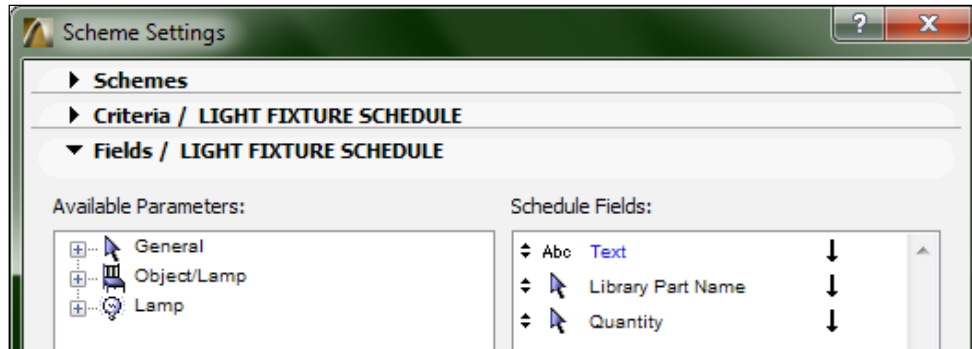 Scheme Settings
?
X
Schemes
Criteria / LIGHT FIXTURE SCHEDULE
Fields / LIGHT FIXTURE SCHEDULE
Available Parameters:
Schedule Fields:
General
Object/Lamp
Lamp
Abc Text
Library Part Name
Quantity